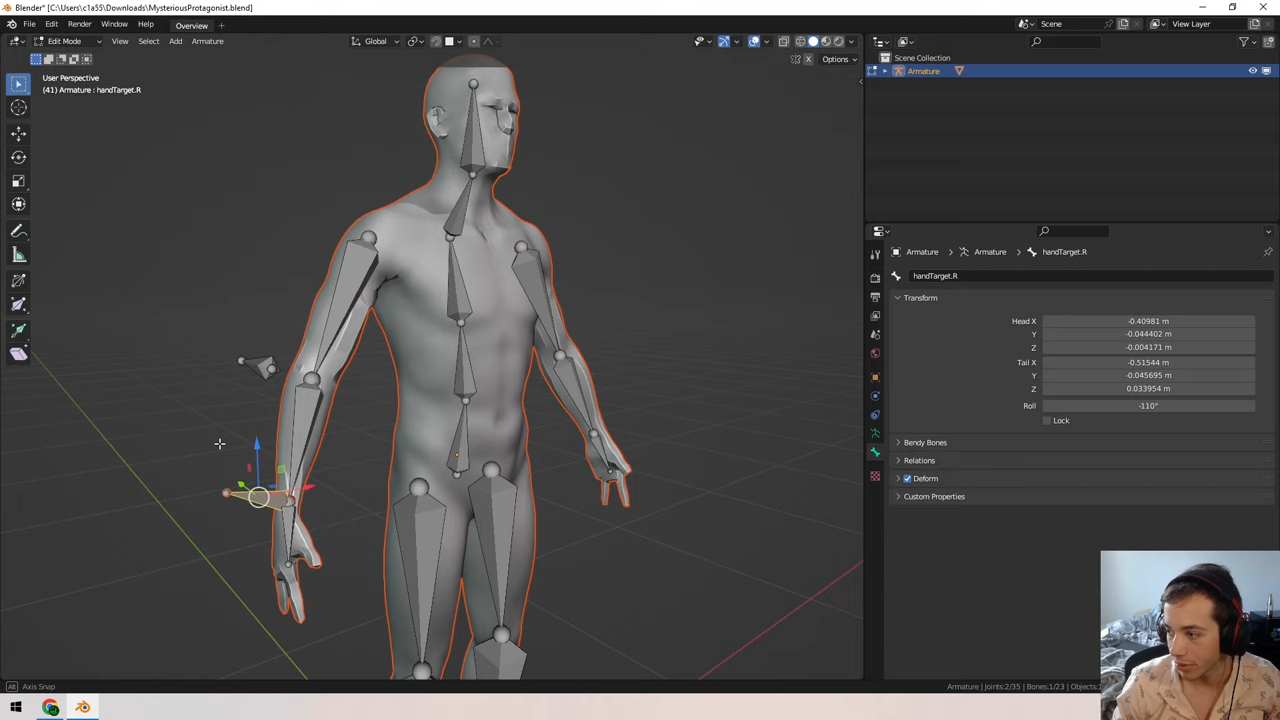 Blender* [C:\Users\c1a55\Downloads\MysteriousProtagonist.blend]
File Edit Render Window Help Overview +
Scene View Layer
Edit Mode View Select Add Armature Global
Options
X
User Perspective
(41) Armature : handTarget.R
Scene Collection
Armature
Armature > Armature > handTarget.R
handTarget.R
Transform
Head X -0.40981 m
Y -0.044402 m
Z -0.004171 m
Tail X -0.51544 m
Y -0.045695 m
Z 0.033954 m
Roll -110°
Lock
Bendy Bones
Relations
Deform
Custom Properties
Alt Axis Snap
Armature | Joints:2/35 | Bones:1/23 | Objects: